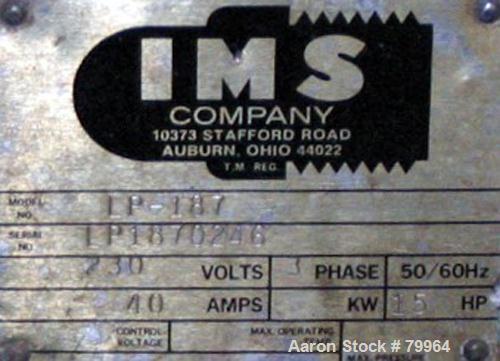 IMS
COMPANY
10373 STAFFORD ROAD
AUBURN, OHIO 44022
T.M. REG.
MODEL NO. LP-187
SERIAL NO. LP1870246
230 VOLTS 3 PHASE 50/60Hz
40 AMPS KW 15 HP
CONTROL VOLTAGE MAX. OPERATING
Aaron Stock # 79964